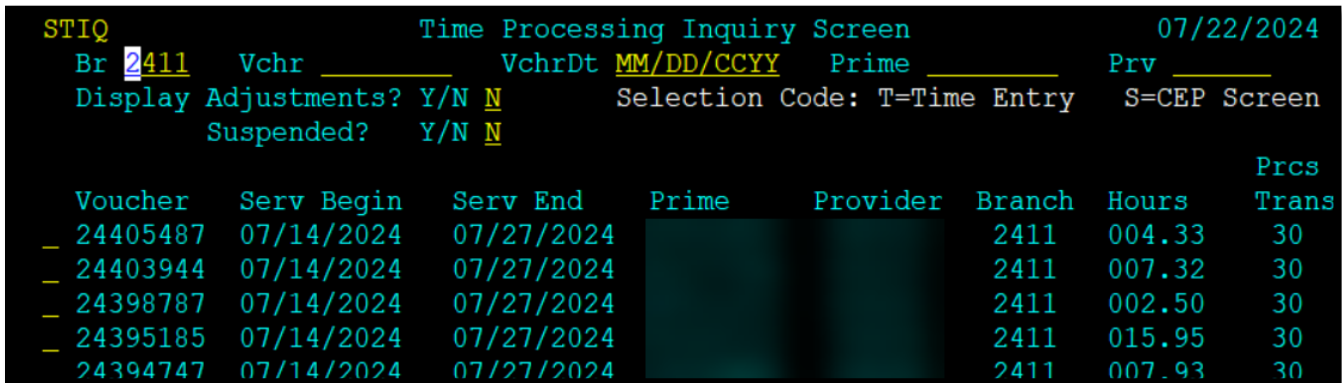 STIQ Time Processing Inquiry Screen 07/22/2024
Br 2411 Vchr ________ VchrDt MM/DD/CCYY Prime ________ Prv ______
Display Adjustments? Y/N N Selection Code: T=Time Entry S=CEP Screen
Suspended? Y/N N
Prcs
Voucher Serv Begin Serv End Prime Provider Branch Hours Trans
_ 24405487 07/14/2024 07/27/2024 2411 004.33 30
_ 24403944 07/14/2024 07/27/2024 2411 007.32 30
_ 24398787 07/14/2024 07/27/2024 2411 002.50 30
_ 24395185 07/14/2024 07/27/2024 2411 015.95 30
24394747 07/14/2024 07/27/2024 2411 007.93 30